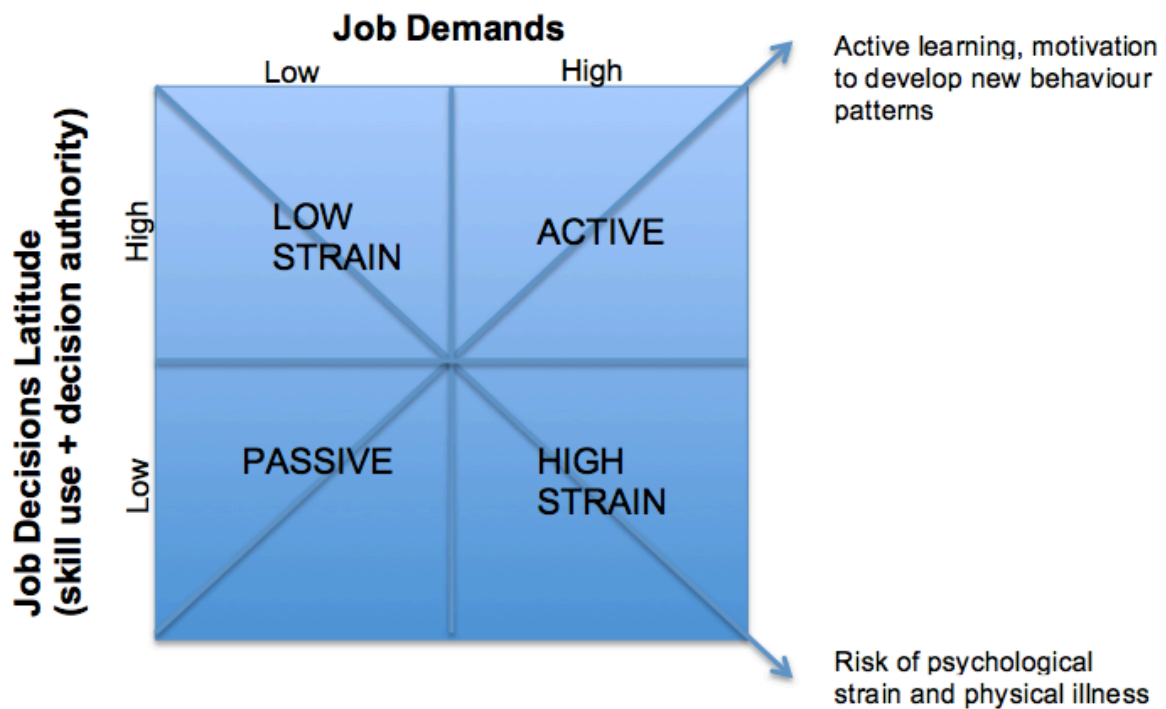 Job Demands
Low
High
Active learning, motivation
to develop new behaviour
patterns
Job Decisions Latitude
(skill use + decision authority)
High
Low
LOW
STRAIN
ACTIVE
PASSIVE
HIGH
STRAIN
Risk of psychological
strain and physical illness